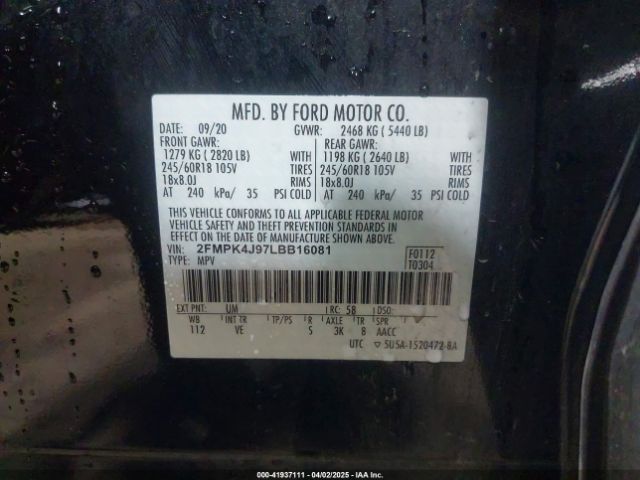 MFD. BY FORD MOTOR CO.
DATE: 09/20 GVWR: 2468 KG ( 5440 LB)
FRONT GAWR: REAR GAWR:
1279 KG ( 2820 LB) WITH 1198 KG ( 2640 LB) WITH
245/60R18 105V TIRES 245/60R18 105V TIRES
18x8.0J RIMS 18x8.0J RIMS
AT 240 kPa/ 35 PSI COLD AT 240 kPa/ 35 PSI COLD
THIS VEHICLE CONFORMS TO ALL APPLICABLE FEDERAL MOTOR
VEHICLE SAFETY AND THEFT PREVENTION STANDARDS IN
EFFECT ON THE DATE OF MANUFACTURE SHOWN ABOVE.
VIN: 2FMPK4J97LBB16081 F0112
TYPE: MPV T0304
EXT PNT: UM RC: 58 DSO:
WB INT TR TP/PS R AXLE TR SPR
112 VE S 3K 8 AACC
UTC ▽ 5U5A-1520472-BA
000-41937111 - 04/02/2025 - IAA Inc.